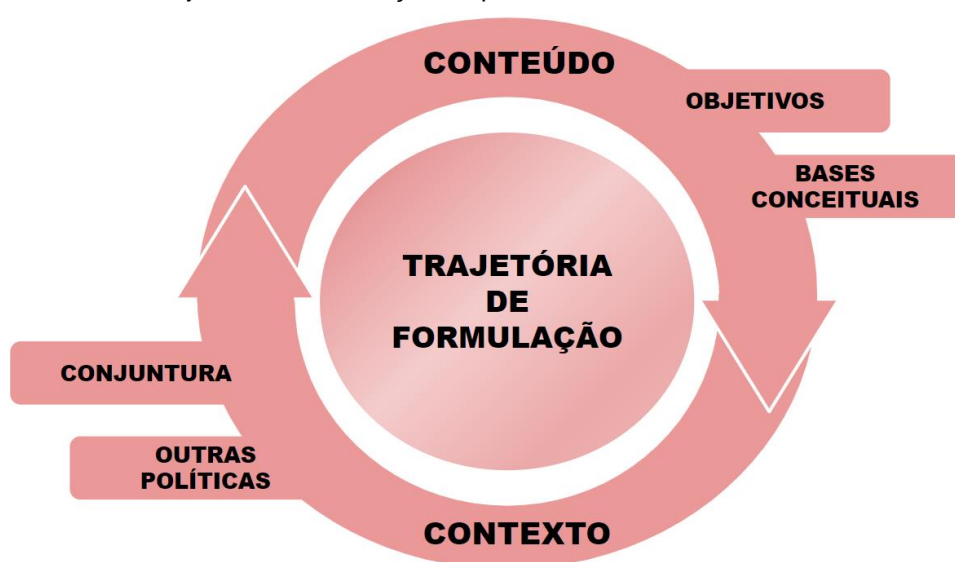 CONTEÚDO
OBJETIVOS
BASES
CONCEITUAIS
TRAJETÓRIA
DE
FORMULAÇÃO
CONJUNTURA
OUTRAS
POLÍTICAS
CONTEXTO